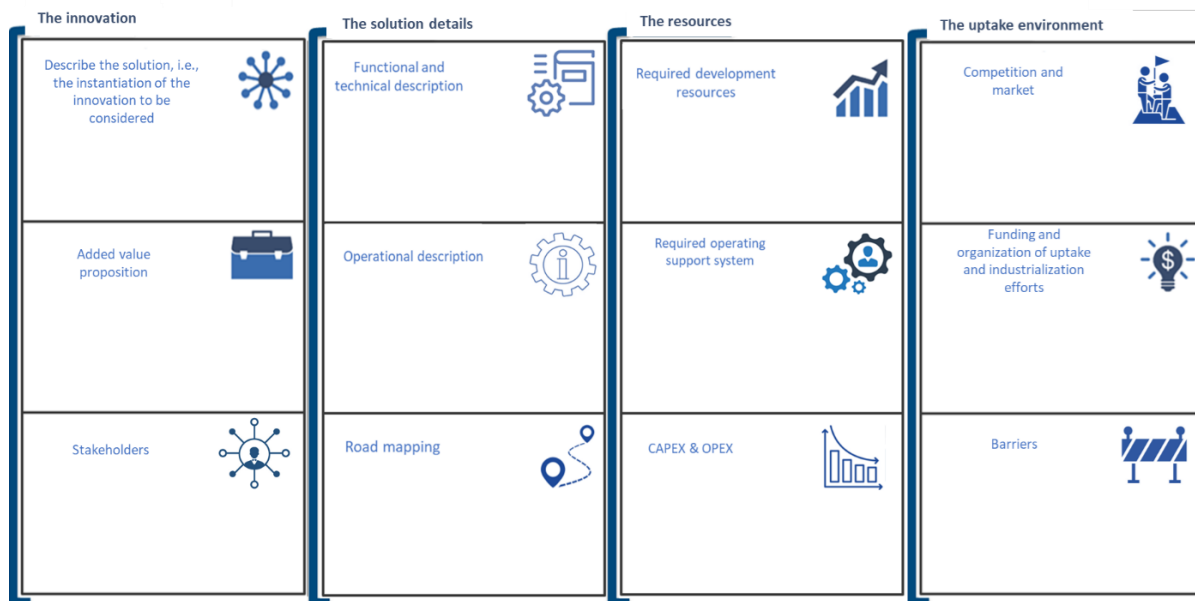 The innovation
Describe the solution, i.e.,
the instantiation of the
innovation to be
considered
Added value
proposition
Stakeholders
The solution details
Functional and
technical description
Operational description
i
Road mapping
The resources
Required development
resources
Required operating
support system
CAPEX & OPEX
The uptake environment
Competition and
market
Funding and
organization of uptake
and industrialization
efforts
$
Barriers